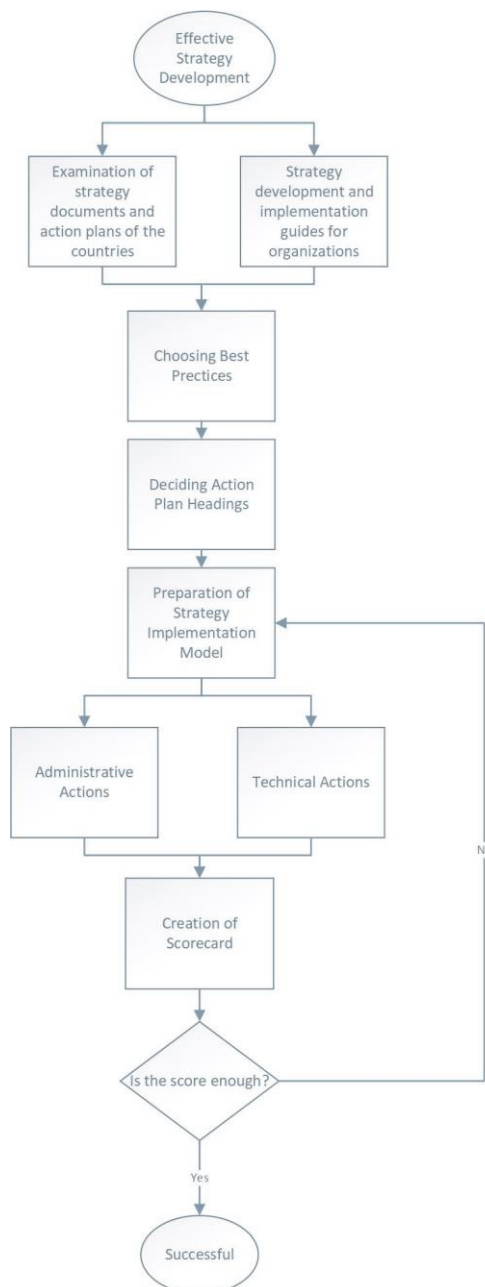 Effective
Strategy
Development
Examination of
strategy
documents and
action plans of the
countries
Strategy
development and
implementation
guides for
organizations
Choosing Best
Prectices
Deciding Action
Plan Headings
Preparation of
Strategy
Implementation
Model
Administrative
Actions
Technical Actions
Creation of
Scorecard
N
Is the score enough?
Yes
Successful